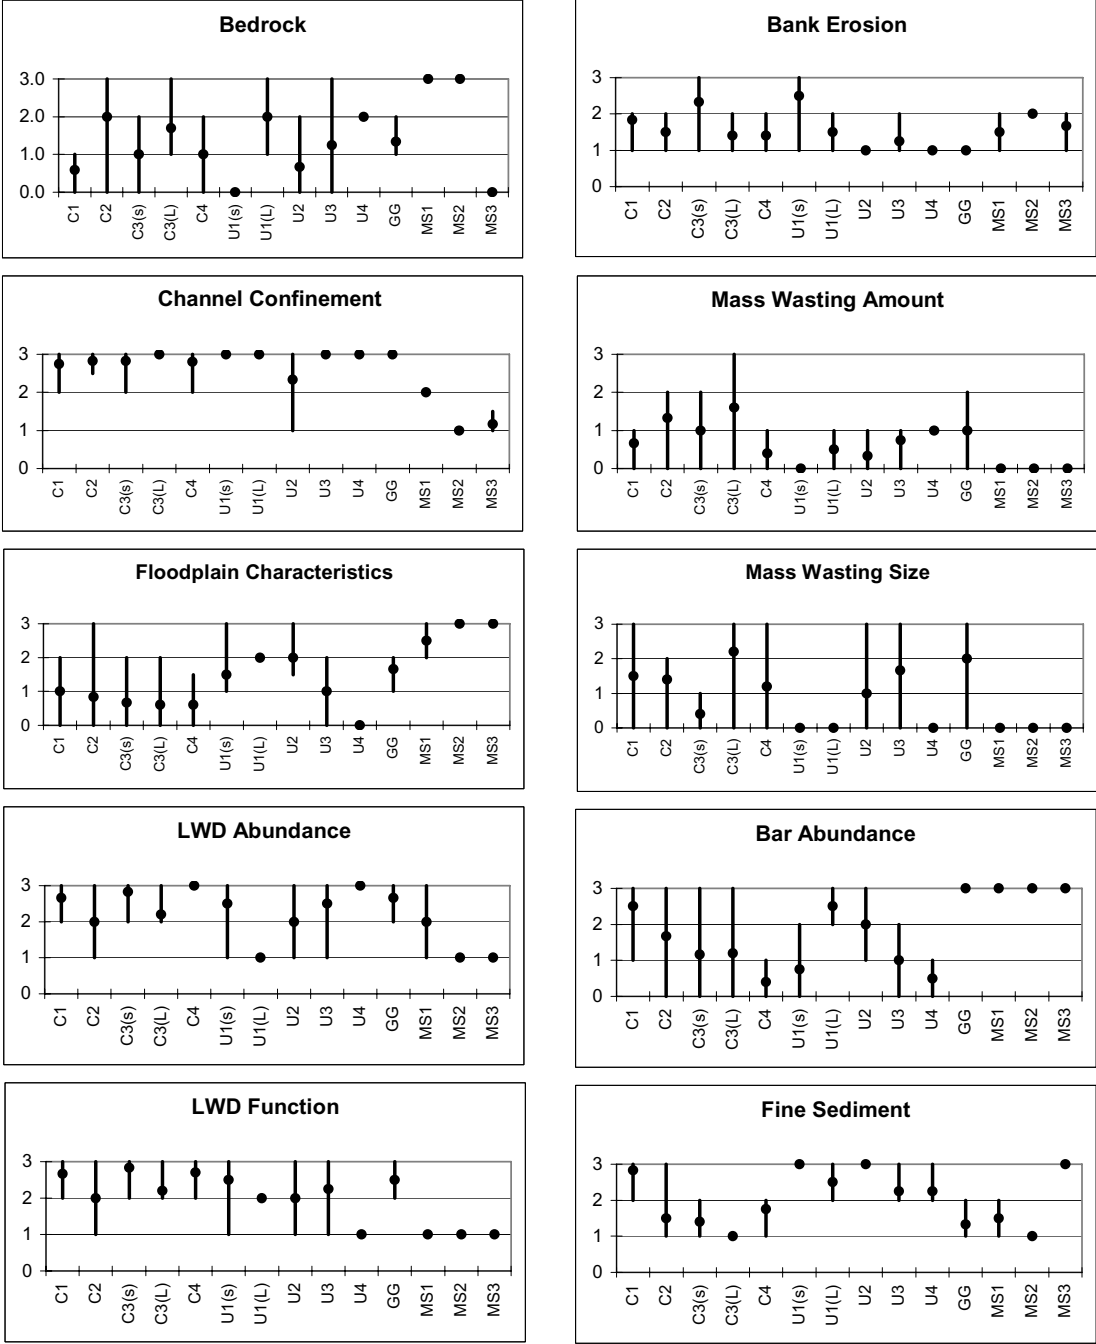 Bedrock
3.0
2.0
1.0
0.0
C1 C2 C3(s) C3(L) C4 U1(s) U1(L) U2 U3 U4 GG MS1 MS2 MS3
Bank Erosion
3
2
1
0
C1 C2 C3(s) C3(L) C4 U1(s) U1(L) U2 U3 U4 GG MS1 MS2 MS3
Channel Confinement
3
2
1
0
C1 C2 C3(s) C3(L) C4 U1(s) U1(L) U2 U3 U4 GG MS1 MS2 MS3
Mass Wasting Amount
3
2
1
0
C1 C2 C3(s) C3(L) C4 U1(s) U1(L) U2 U3 U4 GG MS1 MS2 MS3
Floodplain Characteristics
3
2
1
0
C1 C2 C3(s) C3(L) C4 U1(s) U1(L) U2 U3 U4 GG MS1 MS2 MS3
Mass Wasting Size
3
2
1
0
C1 C2 C3(s) C3(L) C4 U1(s) U1(L) U2 U3 U4 GG MS1 MS2 MS3
LWD Abundance
3
2
1
0
C1 C2 C3(s) C3(L) C4 U1(s) U1(L) U2 U3 U4 GG MS1 MS2 MS3
Bar Abundance
3
2
1
0
C1 C2 C3(s) C3(L) C4 U1(s) U1(L) U2 U3 U4 GG MS1 MS2 MS3
LWD Function
3
2
1
0
C1 C2 C3(s) C3(L) C4 U1(s) U1(L) U2 U3 U4 GG MS1 MS2 MS3
Fine Sediment
3
2
1
0
C1 C2 C3(s) C3(L) C4 U1(s) U1(L) U2 U3 U4 GG MS1 MS2 MS3